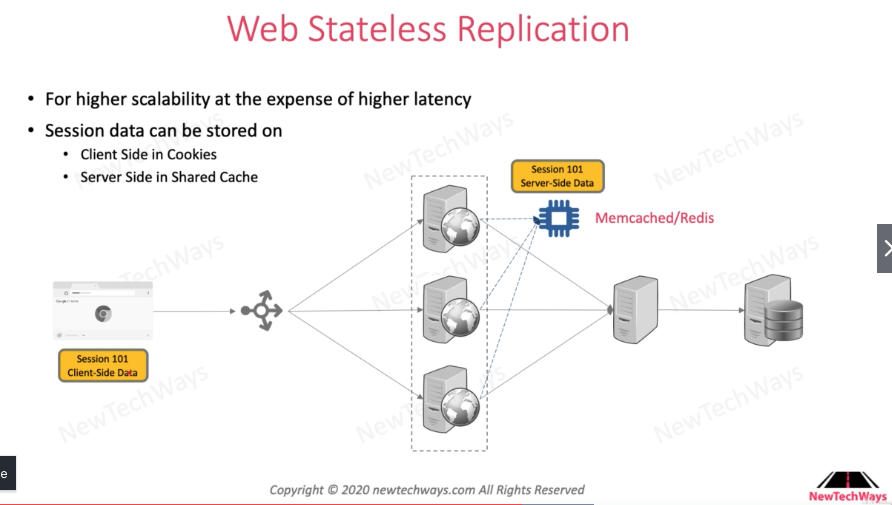 Web Stateless Replication
• For higher scalability at the expense of higher latency
• Session data can be stored on
• Client Side in Cookies
• Server Side in Shared Cache
Session 101
Server-Side Data
Memcached/Redis
Session 101
Client-Side Data
NewTechWays
NewTechWays
NewTechWays
NewTechWays
NewTechWays
NewTechWays
NewTechWays
e
Copyright © 2020 newtechways.com All Rights Reserved
NewTechWays